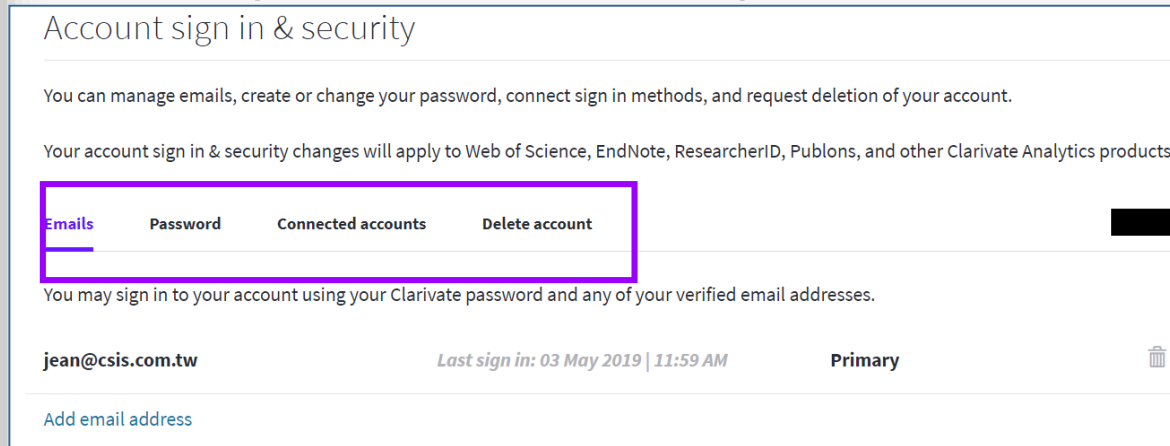 Account sign in & security
You can manage emails, create or change your password, connect sign in methods, and request deletion of your account.
Your account sign in & security changes will apply to Web of Science, EndNote, ResearcherID, Publons, and other Clarivate Analytics products
Emails Password Connected accounts Delete account
You may sign in to your account using your Clarivate password and any of your verified email addresses.
jean@csis.com.tw Last sign in: 03 May 2019 | 11:59 AM Primary
Add email address